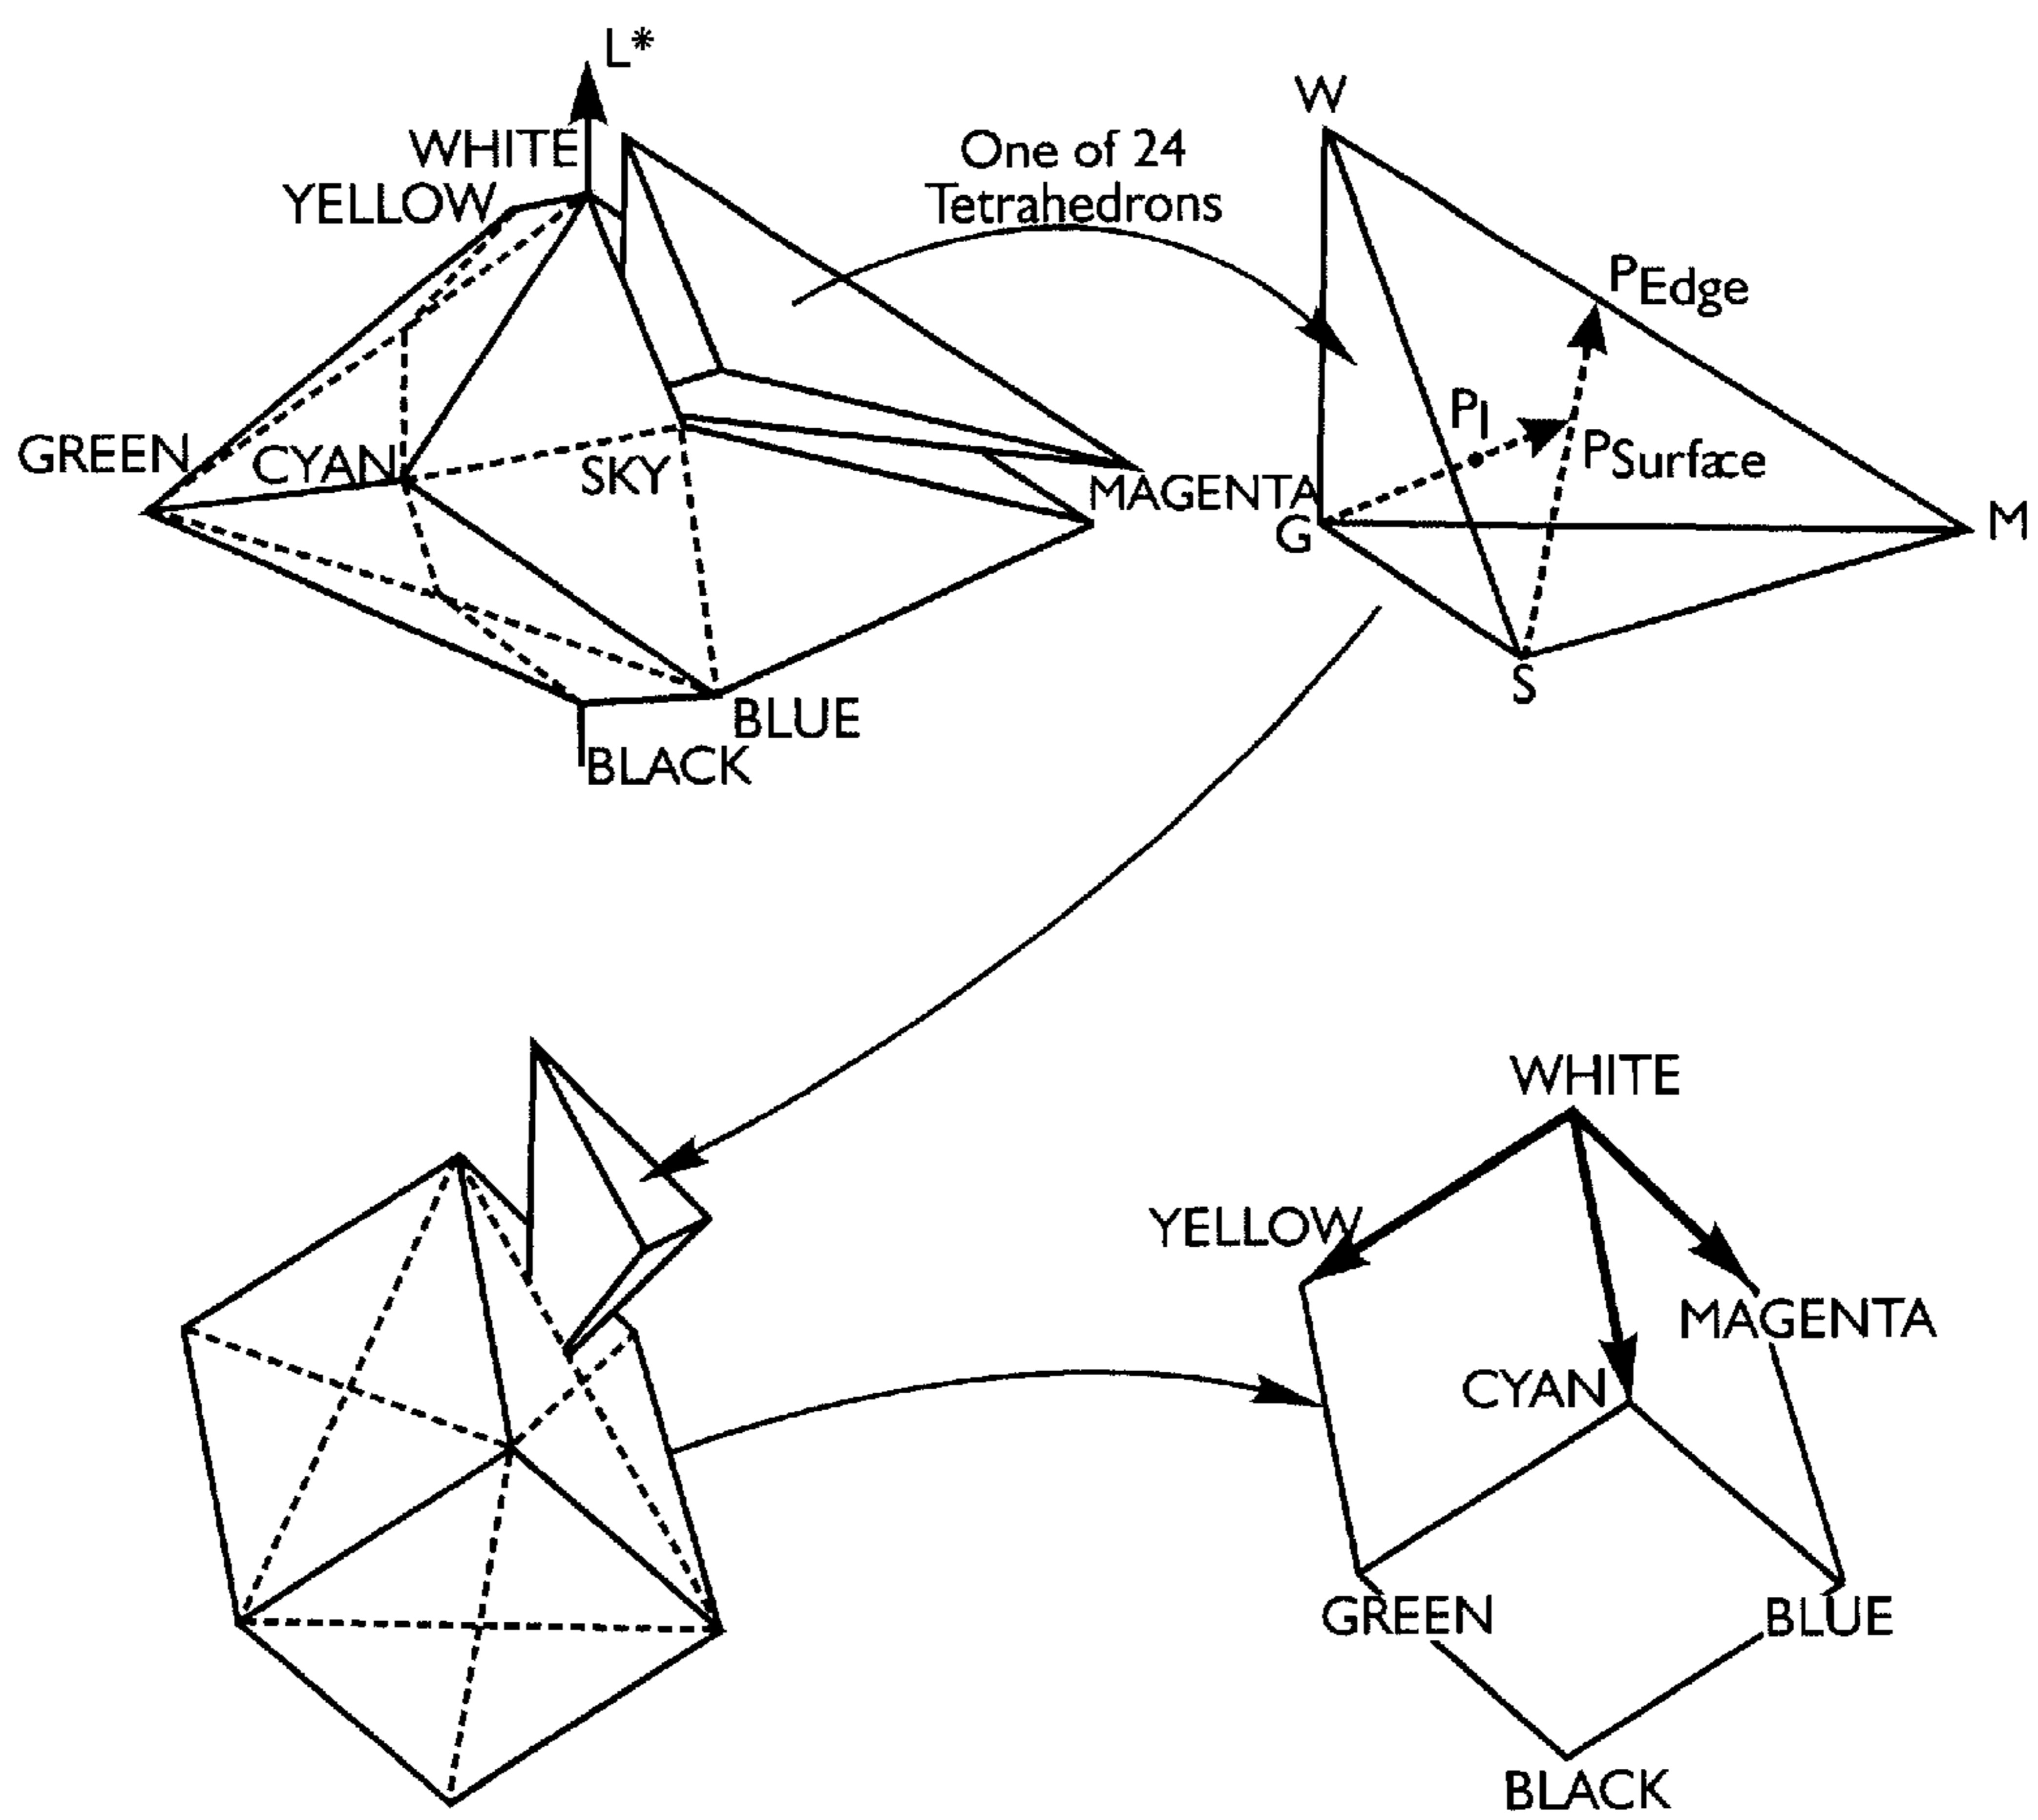 L*
WHITE
YELLOW
GREEN
CYAN
SKY
MAGENTA
BLUE
BLACK
One of 24
Tetrahedrons
W
PEdge
PI
PSurface
G
M
S
WHITE
YELLOW
MAGENTA
CYAN
GREEN
BLUE
BLACK